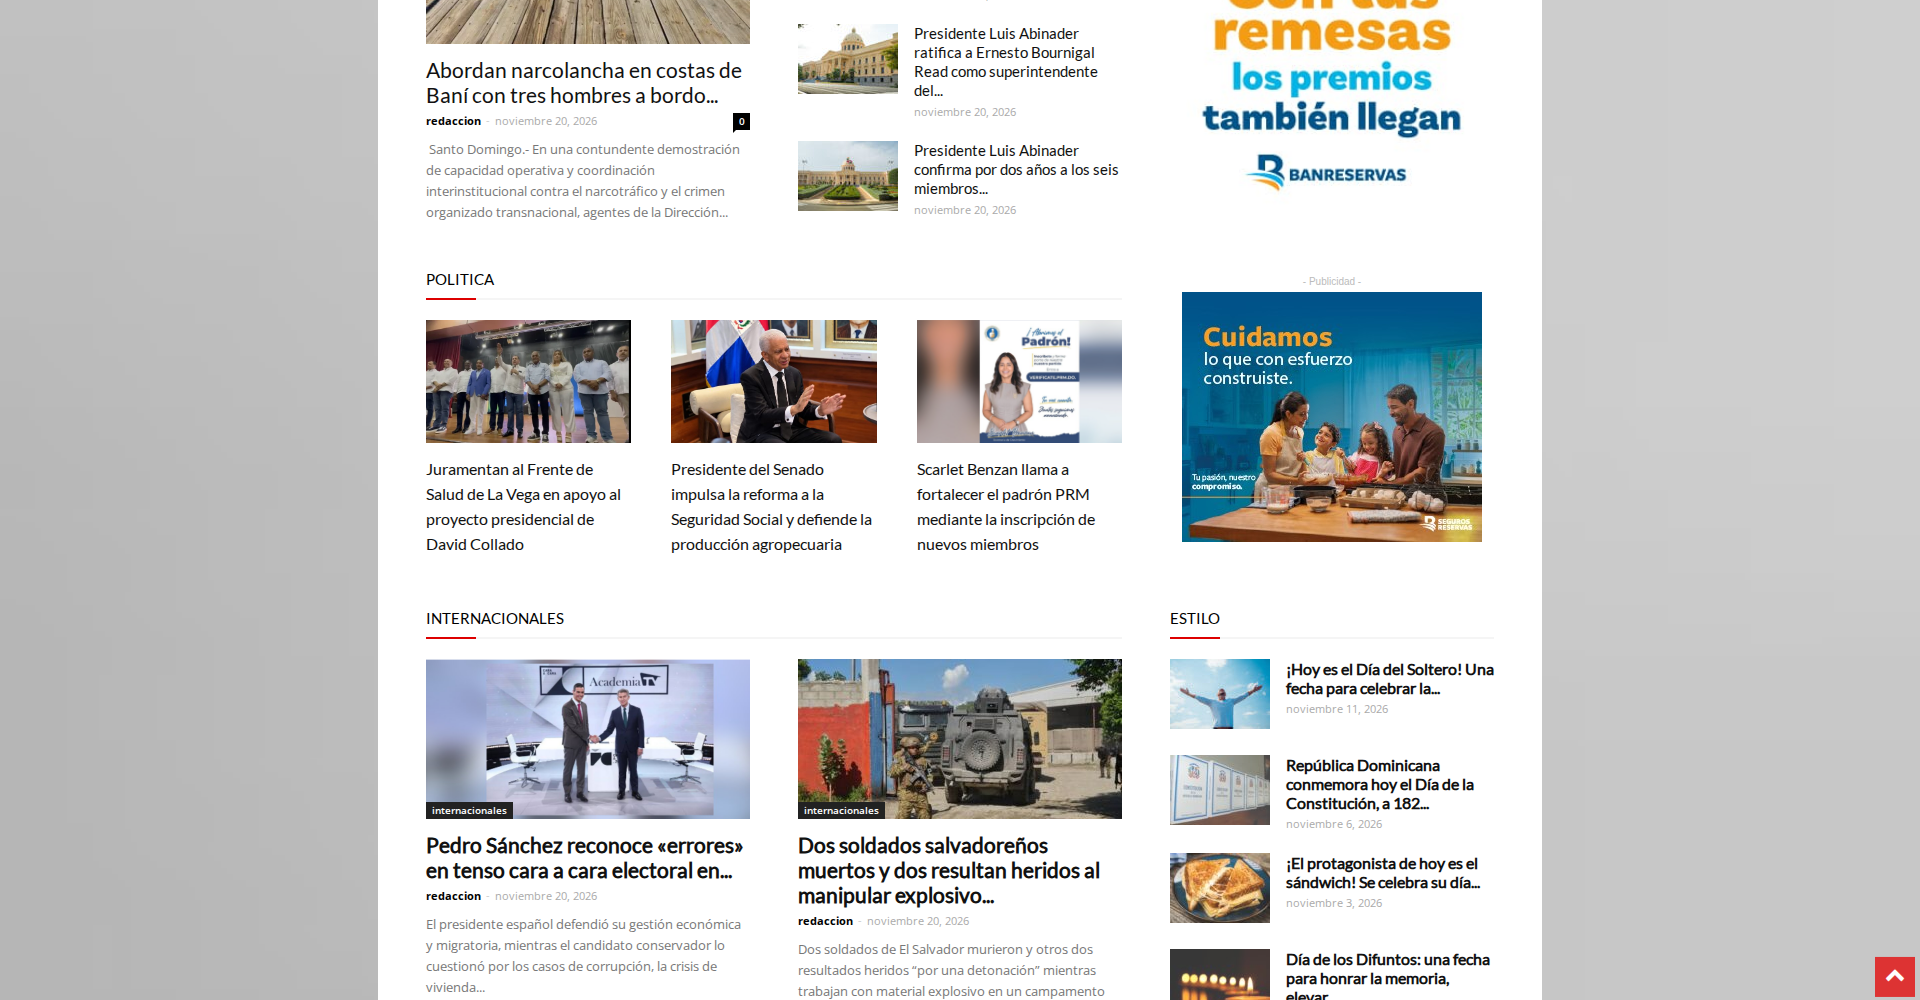 Abordan narcolancha en costas de
Baní con tres hombres a bordo...
redaccion - noviembre 20, 2026
0
Santo Domingo.- En una contundente demostración
de capacidad operativa y coordinación
interinstitucional contra el narcotráfico y el crimen
organizado transnacional, agentes de la Dirección...
Presidente Luis Abinader
ratifica a Ernesto Bournigal
Read como superintendente
del...
noviembre 20, 2026
Presidente Luis Abinader
confirma por dos años a los seis
miembros...
noviembre 20, 2026
Con tus
remesas
los premios
también llegan
BANRESERVAS
POLITICA
Juramentan al Frente de
Salud de La Vega en apoyo al
proyecto presidencial de
David Collado
Presidente del Senado
impulsa la reforma a la
Seguridad Social y defiende la
producción agropecuaria
Padrón!
Scarlet Benzan llama a
fortalecer el padrón PRM
mediante la inscripción de
nuevos miembros
- Publicidad -
Cuidamos
lo que con esfuerzo
construiste.
Tu pasión, nuestro
compromiso.
SEGUROS
RESERVAS
INTERNACIONALES
Academia TV
internacionales
Pedro Sánchez reconoce «errores»
en tenso cara a cara electoral en...
redaccion - noviembre 20, 2026
El presidente español defendió su gestión económica
y migratoria, mientras el candidato conservador lo
cuestionó por los casos de corrupción, la crisis de
vivienda...
internacionales
Dos soldados salvadoreños
muertos y dos resultan heridos al
manipular explosivo...
redaccion - noviembre 20, 2026
Dos soldados de El Salvador murieron y otros dos
resultados heridos “por una detonación” mientras
trabajan con material explosivo en un campamento
ESTILO
¡Hoy es el Día del Soltero! Una
fecha para celebrar la...
noviembre 11, 2026
República Dominicana
conmemora hoy el Día de la
Constitución, a 182...
noviembre 6, 2026
¡El protagonista de hoy es el
sándwich! Se celebra su día...
noviembre 3, 2026
Día de los Difuntos: una fecha
para honrar la memoria,
elevar